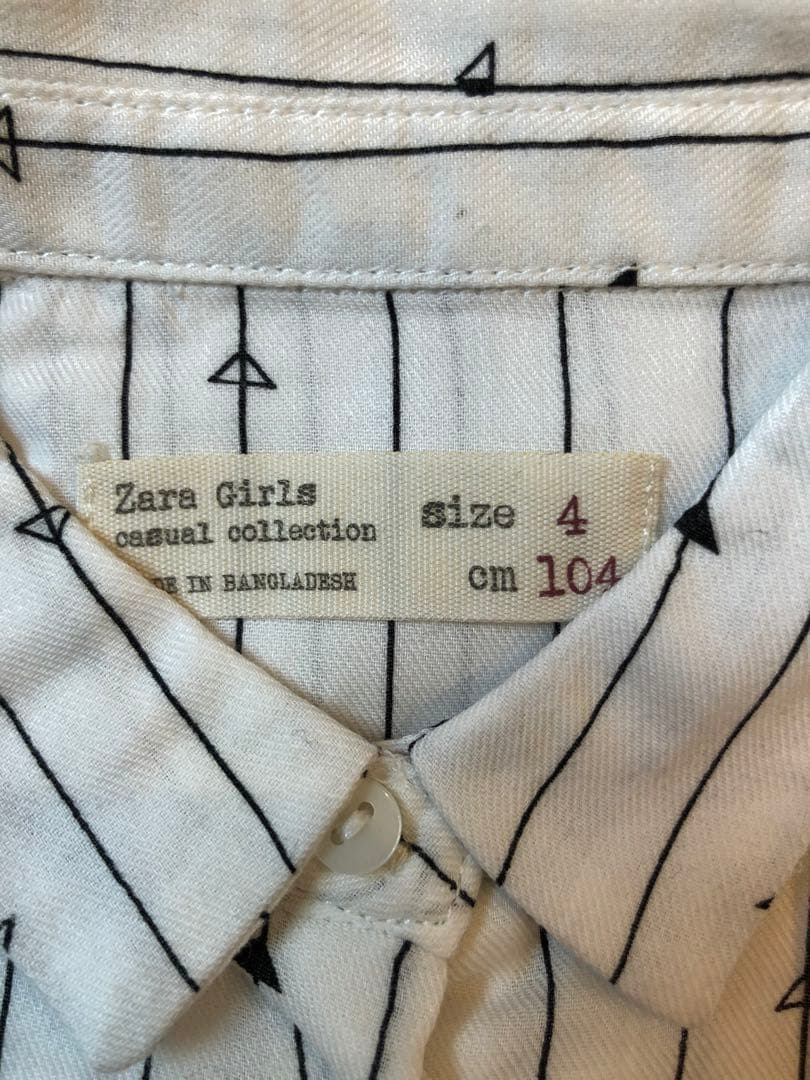 Zara Girls
casual collection
DE IN BANGLADESH
size 4
cm 104